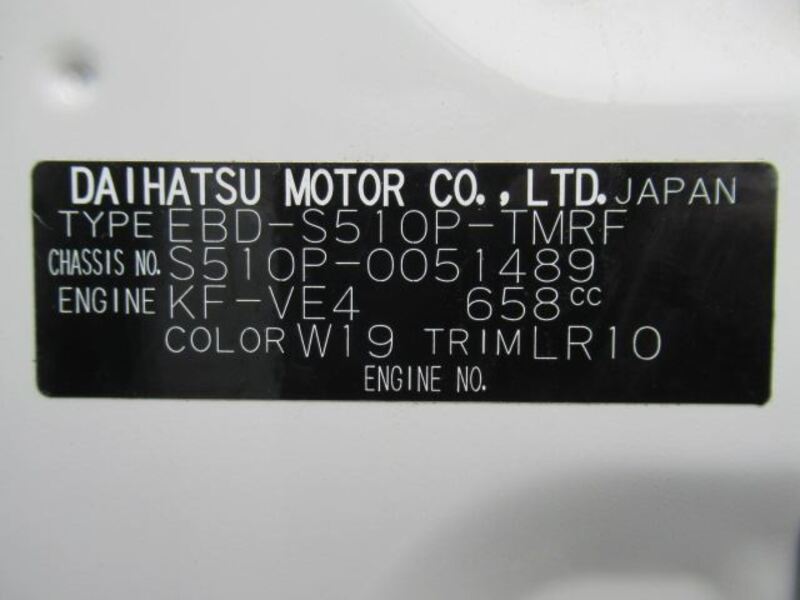 DAIHATSU MOTOR CO.,LTD. JAPAN
TYPE EBD-S510P-TMRF
CHASSIS NO. S510P-0051489
ENGINE KF-VE4 658cc
COLOR W19 TRIM LR10
ENGINE NO.